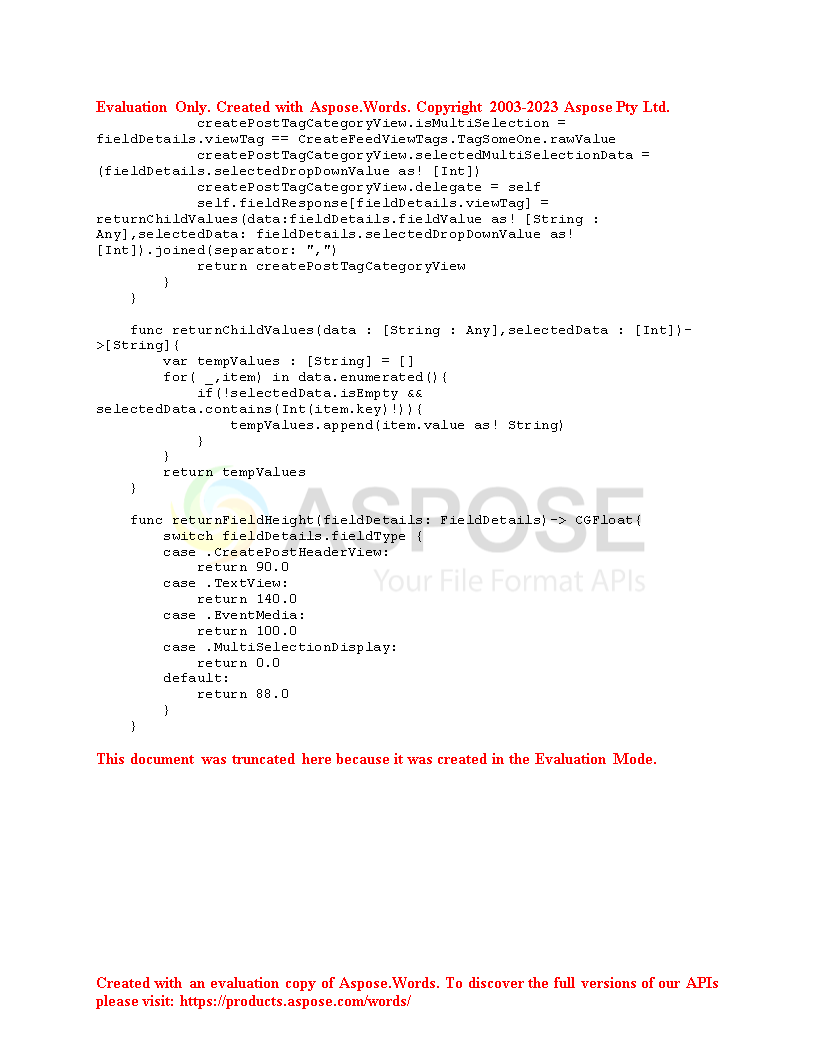 Evaluation Only. Created with Aspose.Words. Copyright 2003-2023 Aspose Pty Ltd.
            createPostTagCategoryView.isMultiSelection =
fieldDetails.viewTag == CreateFeedViewTags.TagSomeOne.rawValue
            createPostTagCategoryView.selectedMultiSelectionData =
(fieldDetails.selectedDropDownValue as! [Int])
            createPostTagCategoryView.delegate = self
            self.fieldResponse[fieldDetails.viewTag] =
returnChildValues(data:fieldDetails.fieldValue as! [String :
Any],selectedData: fieldDetails.selectedDropDownValue as!
[Int]).joined(separator: ",")
            return createPostTagCategoryView
        }
    }

    func returnChildValues(data : [String : Any],selectedData : [Int])-
>[String]{
        var tempValues : [String] = []
        for( _,item) in data.enumerated(){
            if(!selectedData.isEmpty &&
selectedData.contains(Int(item.key)!)){
                tempValues.append(item.value as! String)
            }
        }
        return tempValues
    }

    func returnFieldHeight(fieldDetails: FieldDetails)-> CGFloat{
        switch fieldDetails.fieldType {
        case .CreatePostHeaderView:
            return 90.0
        case .TextView:
            return 140.0
        case .EventMedia:
            return 100.0
        case .MultiSelectionDisplay:
            return 0.0
        default:
            return 88.0
        }
    }
ASPOSE
Your File Format APIs

This document was truncated here because it was created in the Evaluation Mode.

Created with an evaluation copy of Aspose.Words. To discover the full versions of our APIs
please visit: https://products.aspose.com/words/